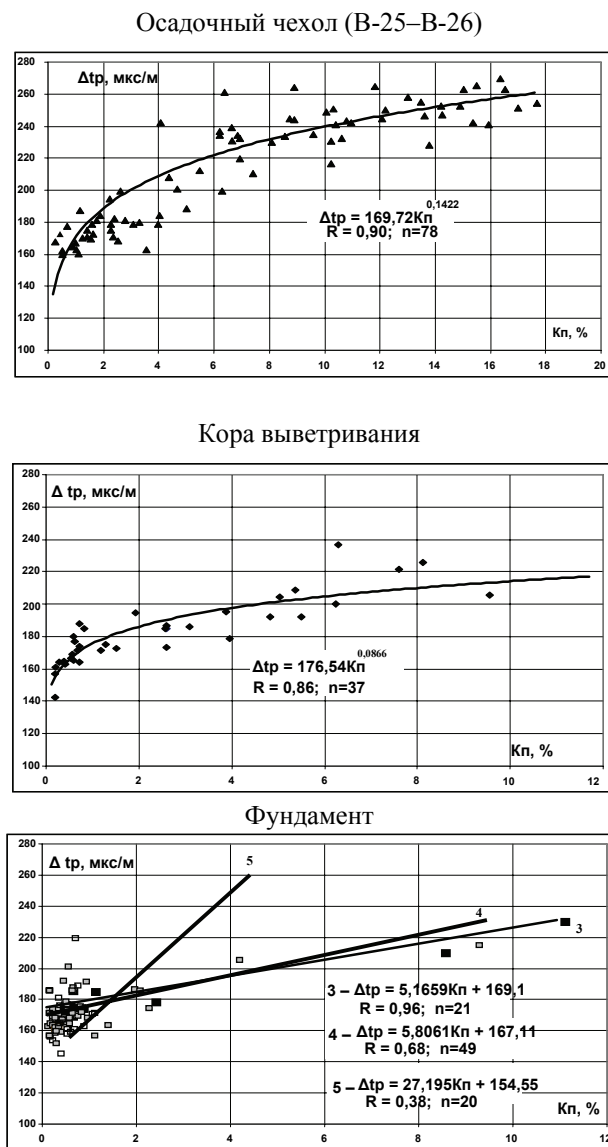 Осадочный чехол (В-25–В-26)
280
Δtp, мкс/м
260
240
220
200
Δtp = 169,72Кп^0,1422
180
R = 0,90; n=78
160
140
120
Кп, %
100
0 2 4 6 8 10 12 14 16 18 20
Кора выветривания
280
Δ tp, мкс/м
260
240
220
200
180
Δtp = 176,54Кп^0,0866
160
R = 0,86; n=37
140
120
Кп, %
100
0 2 4 6 8 10 12
Фундамент
280
Δ tp, мкс/м
5
260
240
4
3
220
200
3 – Δtp = 5,1659Кп + 169,1
180
R = 0,96; n=21
4 – Δtp = 5,8061Кп + 167,11
160
R = 0,68; n=49
140
5 – Δtp = 27,195Кп + 154,55
R = 0,38; n=20
120
Кп, %
100
0 2 4 6 8 10 12